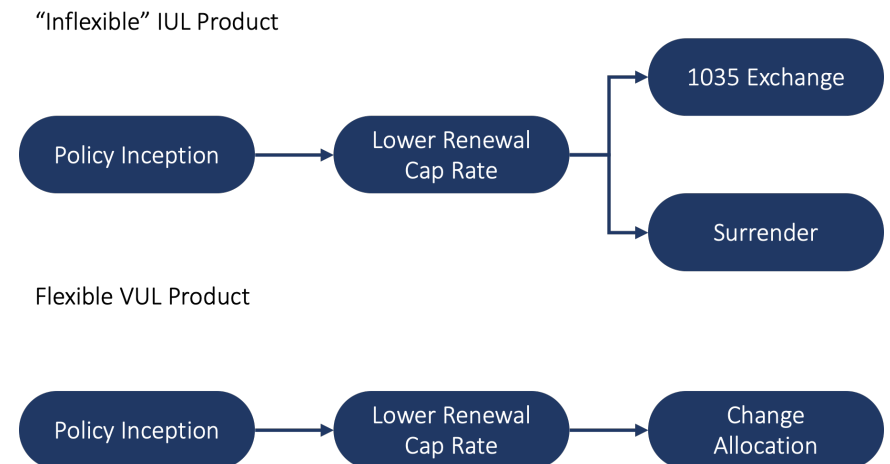 “Inflexible” IUL Product
1035 Exchange
Policy Inception
Lower Renewal
Cap Rate
Surrender
Flexible VUL Product
Policy Inception
Lower Renewal
Cap Rate
Change
Allocation